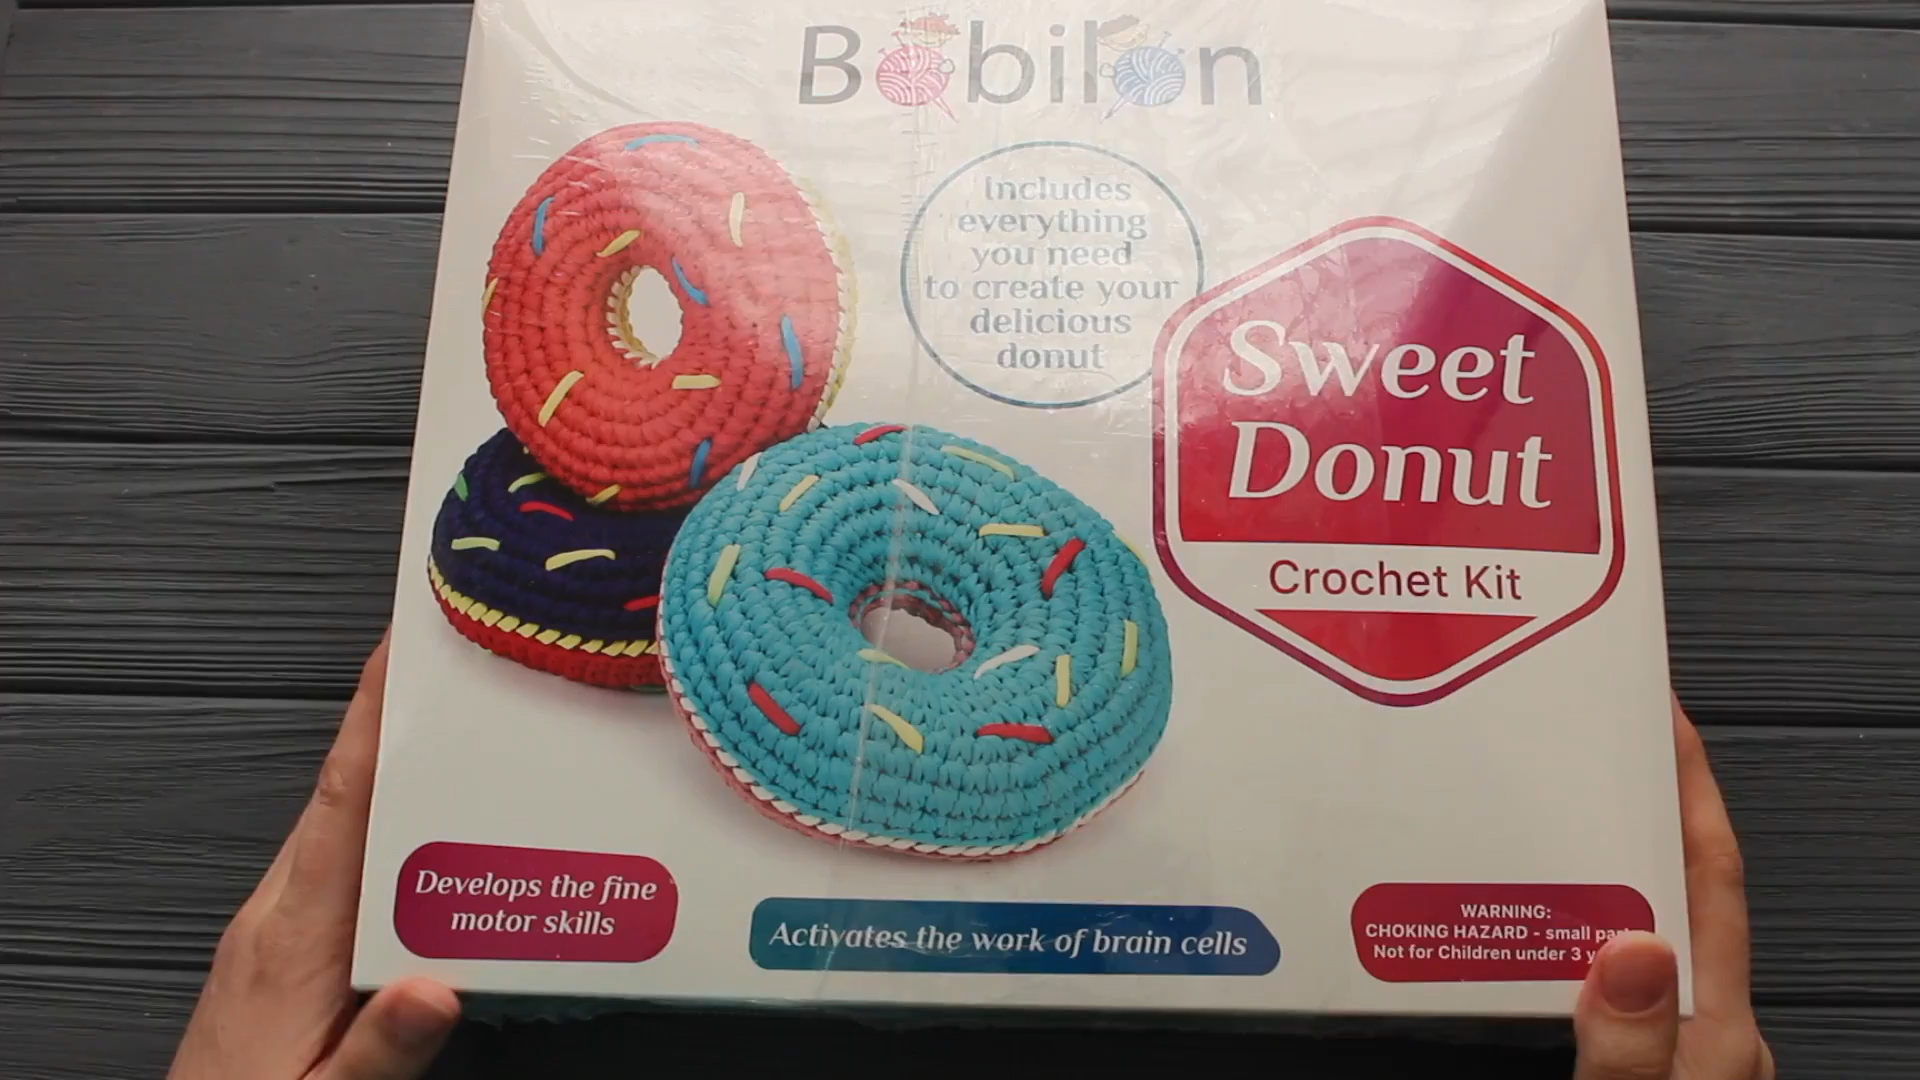 Bobilon
Includes
everything
you need
to create your
delicious
donut
Sweet
Donut
Crochet Kit
Develops the fine
motor skills
Activates the work of brain cells
WARNING:
CHOKING HAZARD - small
Not for Children under 3